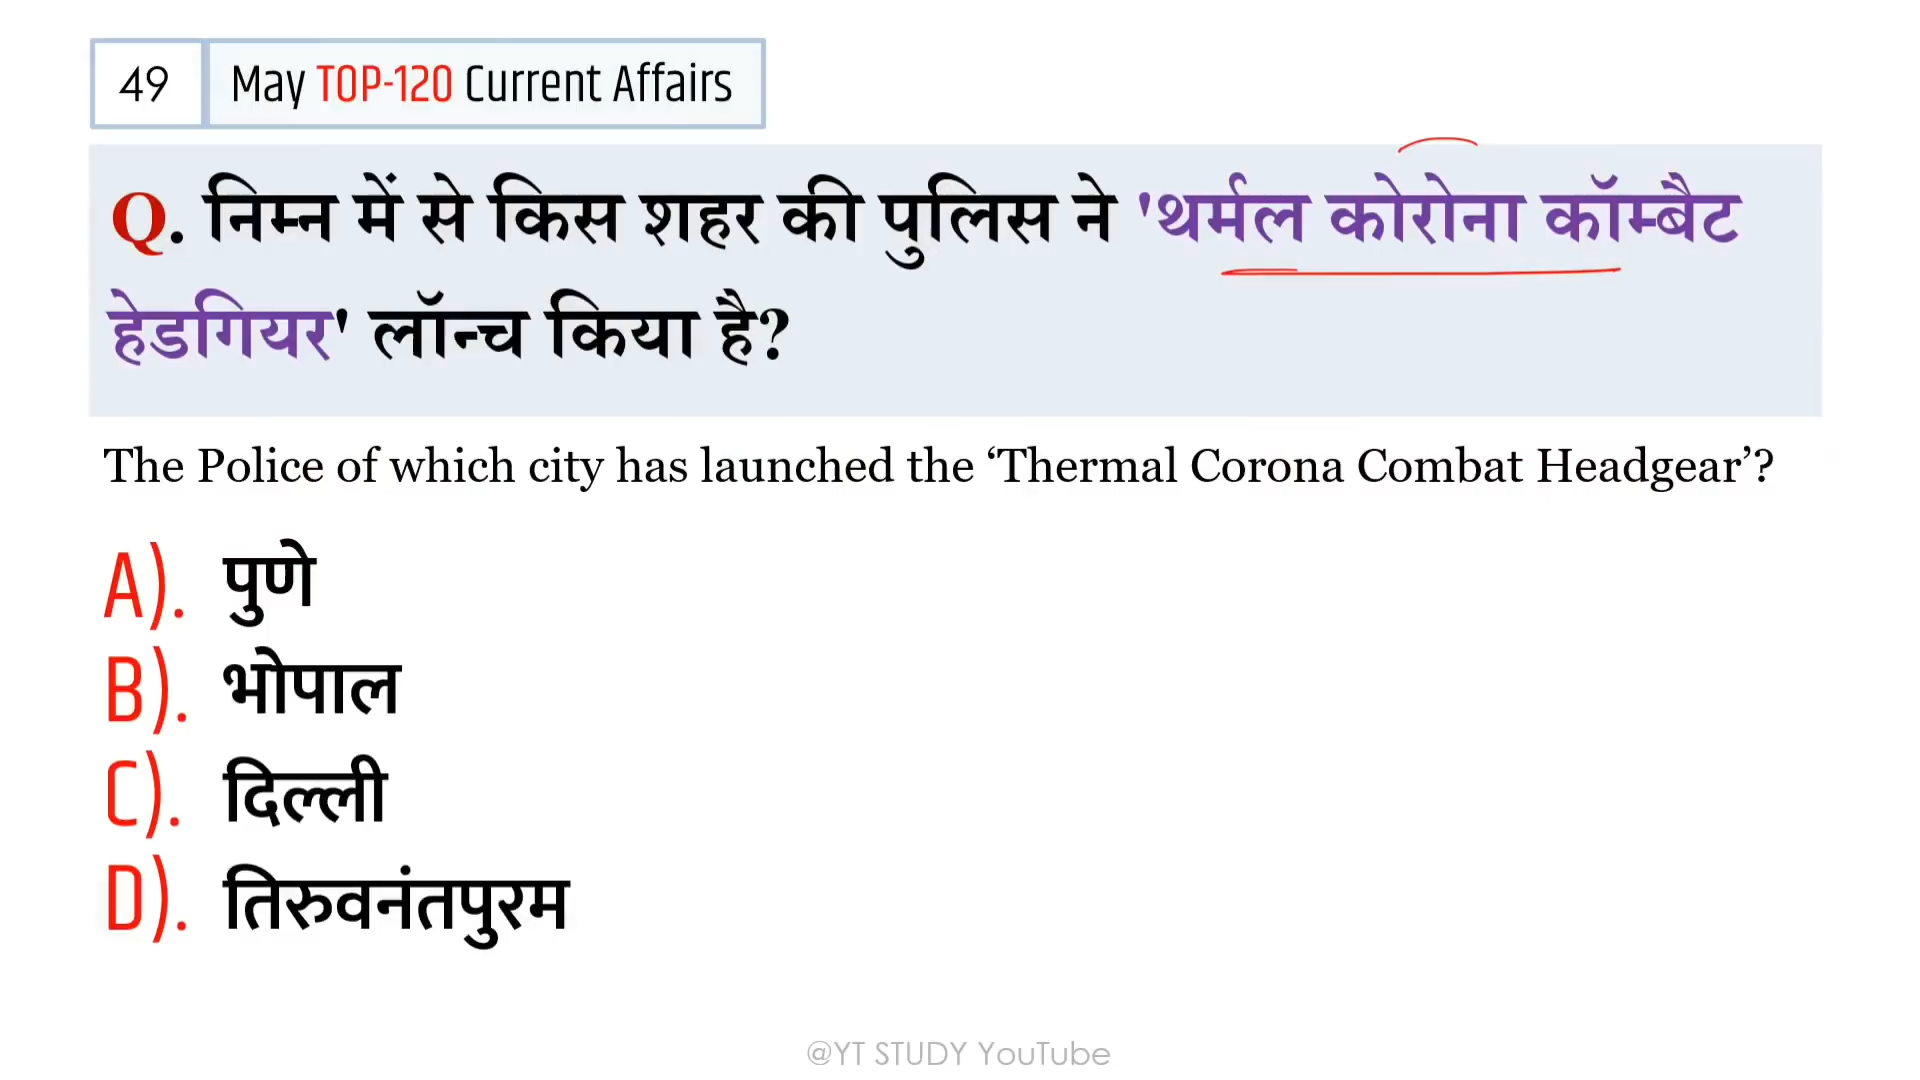 49 May TOP-120 Current Affairs
Q. निम्न में से किस शहर की पुलिस ने 'थर्मल कोरोना कॉम्बैट
हेडगियर' लॉन्च किया है?
The Police of which city has launched the ‘Thermal Corona Combat Headgear’?
A). पुणे
B). भोपाल
C). दिल्ली
D). तिरुवनंतपुरम
@YT STUDY YouTube